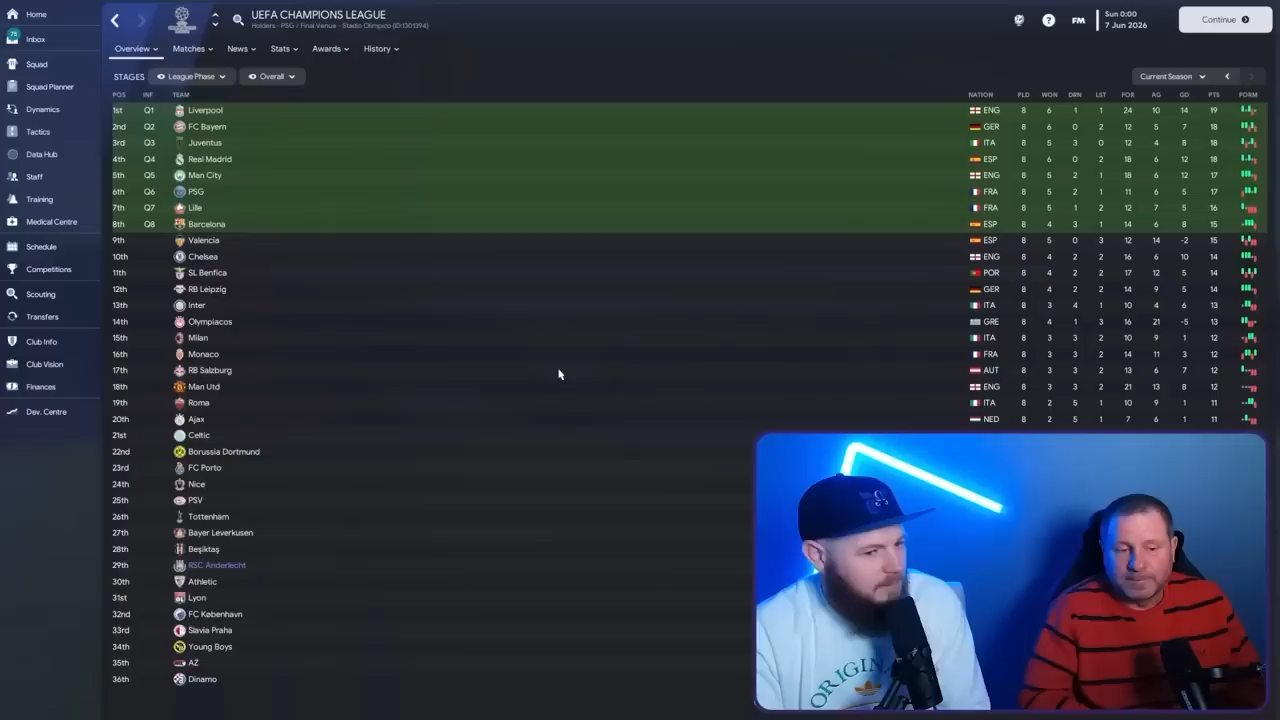 Home
75
Inbox
Squad
Squad Planner
Dynamics
Tactics
Data Hub
Staff
Training
Medical Centre
Schedule
Competitions
Scouting
Transfers
Club Info
Club Vision
Finances
Dev. Centre
UEFA CHAMPIONS LEAGUE
Holders - PSG / Final Venue - Stadio Olimpico (ID:1301394)
? FM Sun 0:00
7 Jun 2026
Continue
Overview Matches News Stats Awards History
STAGES League Phase Overall Current Season
POS INF TEAM NATION PLD WON DRN LST FOR AG GD PTS FORM
1st Q1 Liverpool ENG 8 6 1 1 24 10 14 19
2nd Q2 FC Bayern GER 8 6 0 2 12 5 7 18
3rd Q3 Juventus ITA 8 5 3 0 12 4 8 18
4th Q4 Real Madrid ESP 8 6 0 2 18 6 12 18
5th Q5 Man City ENG 8 5 2 1 18 6 12 17
6th Q6 PSG FRA 8 5 2 1 11 6 5 17
7th Q7 Lille FRA 8 5 1 2 12 7 5 16
8th Q8 Barcelona ESP 8 4 3 1 14 6 8 15
9th Valencia ESP 8 5 0 3 12 14 -2 15
10th Chelsea ENG 8 4 2 2 16 6 10 14
11th SL Benfica POR 8 4 2 2 17 12 5 14
12th RB Leipzig GER 8 4 2 2 14 9 5 14
13th Inter ITA 8 3 4 1 10 4 6 13
14th Olympiacos GRE 8 4 1 3 16 21 -5 13
15th Milan ITA 8 3 3 2 10 9 1 12
16th Monaco FRA 8 3 3 2 14 11 3 12
17th RB Salzburg AUT 8 3 3 2 13 6 7 12
18th Man Utd ENG 8 3 3 2 21 13 8 12
19th Roma ITA 8 2 5 1 10 9 1 11
20th Ajax NED 8 2 5 1 7 6 1 11
21st Celtic
22nd Borussia Dortmund
23rd FC Porto
24th Nice
25th PSV
26th Tottenham
27th Bayer Leverkusen
28th Beşiktaş
29th RSC Anderlecht
30th Athletic
31st Lyon
32nd FC København
33rd Slavia Praha
34th Young Boys
35th AZ
36th Dinamo
ORIGIN